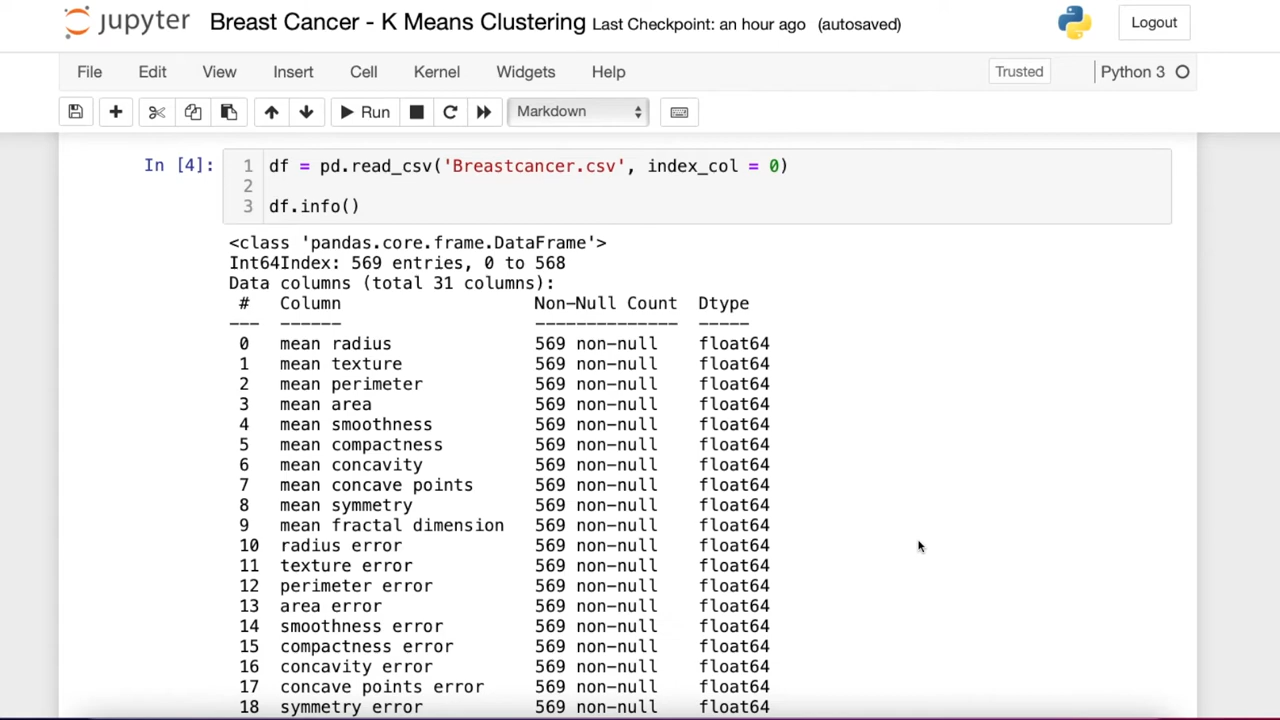 jupyter Breast Cancer - K Means Clustering Last Checkpoint: an hour ago (autosaved) Logout
File Edit View Insert Cell Kernel Widgets Help Trusted Python 3
Run Markdown
In [4]: 1 df = pd.read_csv('Breastcancer.csv', index_col = 0)
2
3 df.info()
<class 'pandas.core.frame.DataFrame'>
Int64Index: 569 entries, 0 to 568
Data columns (total 31 columns):
# Column Non-Null Count Dtype
--- ------ -------------- -----
0 mean radius 569 non-null float64
1 mean texture 569 non-null float64
2 mean perimeter 569 non-null float64
3 mean area 569 non-null float64
4 mean smoothness 569 non-null float64
5 mean compactness 569 non-null float64
6 mean concavity 569 non-null float64
7 mean concave points 569 non-null float64
8 mean symmetry 569 non-null float64
9 mean fractal dimension 569 non-null float64
10 radius error 569 non-null float64
11 texture error 569 non-null float64
12 perimeter error 569 non-null float64
13 area error 569 non-null float64
14 smoothness error 569 non-null float64
15 compactness error 569 non-null float64
16 concavity error 569 non-null float64
17 concave points error 569 non-null float64
18 symmetry error 569 non-null float64